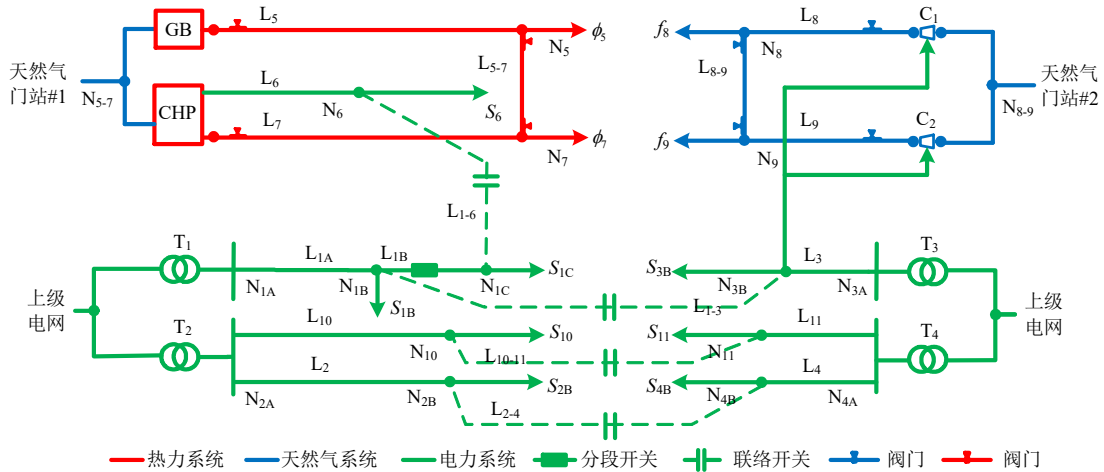 GB
L5
N5
ϕ5
天然气
门站#1
N5-7
CHP
L6
N6
S6
L5-7
L7
N7
ϕ7
f8
L8
C1
N8
L8-9
天然气
门站#2
N8-9
f9
L9
C2
N9
L1-6
上级
电网
T1
N1A
L1A
L1B
N1B
S1B
N1C
S1C
T2
L10
N10
S10
N2A
L2
N2B
S2B
L1-3
L10-11
L2-4
S3B
N3B
L3
N3A
T3
S11
N11
L11
T4
S4B
N4B
L4
N4A
上级
电网
热力系统 天然气系统 电力系统 分段开关 联络开关 阀门 阀门